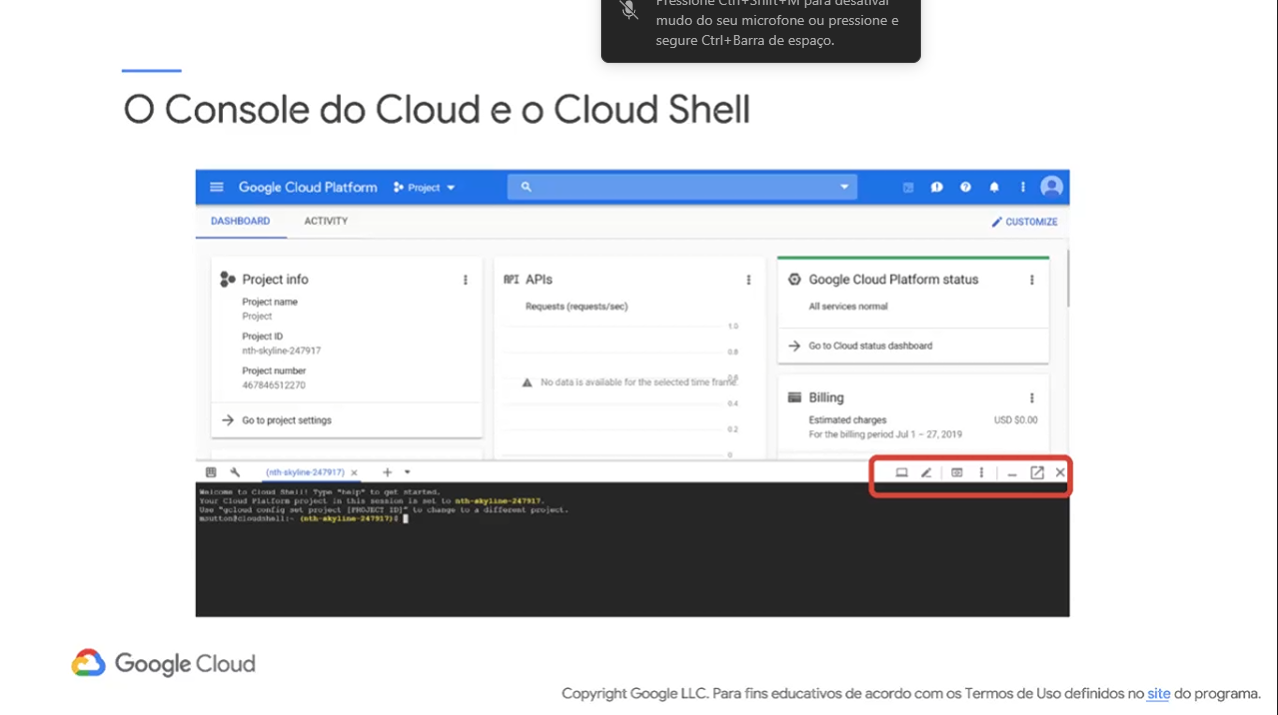 Pressione Ctrl+Shift+M para desativar
mudo do seu microfone ou pressione e
segure Ctrl+Barra de espaço.
O Console do Cloud e o Cloud Shell
Google Cloud Platform
Project
DASHBOARD
ACTIVITY
CUSTOMIZE
Project info
Project name
Project
Project ID
nth-skyline-247917
Project number
467846512270
Go to project settings
API APIs
Requests (requests/sec)
1.0
0.8
0.6
No data is available for the selected time frame.
0.4
0.2
0
Google Cloud Platform status
All services normal
Go to Cloud status dashboard
Billing
Estimated charges
USD $0.00
For the billing period Jul 1 – 27, 2019
(nth-skyline-247917)
Welcome to Cloud Shell! Type "help" to get started.
Your Cloud Platform project in this session is set to nth-skyline-247917.
Use "gcloud config set project [PROJECT ID]" to change to a different project.
msutton@cloudshell:~ (nth-skyline-247917)$
Google Cloud
Copyright Google LLC. Para fins educativos de acordo com os Termos de Uso definidos no site do programa.